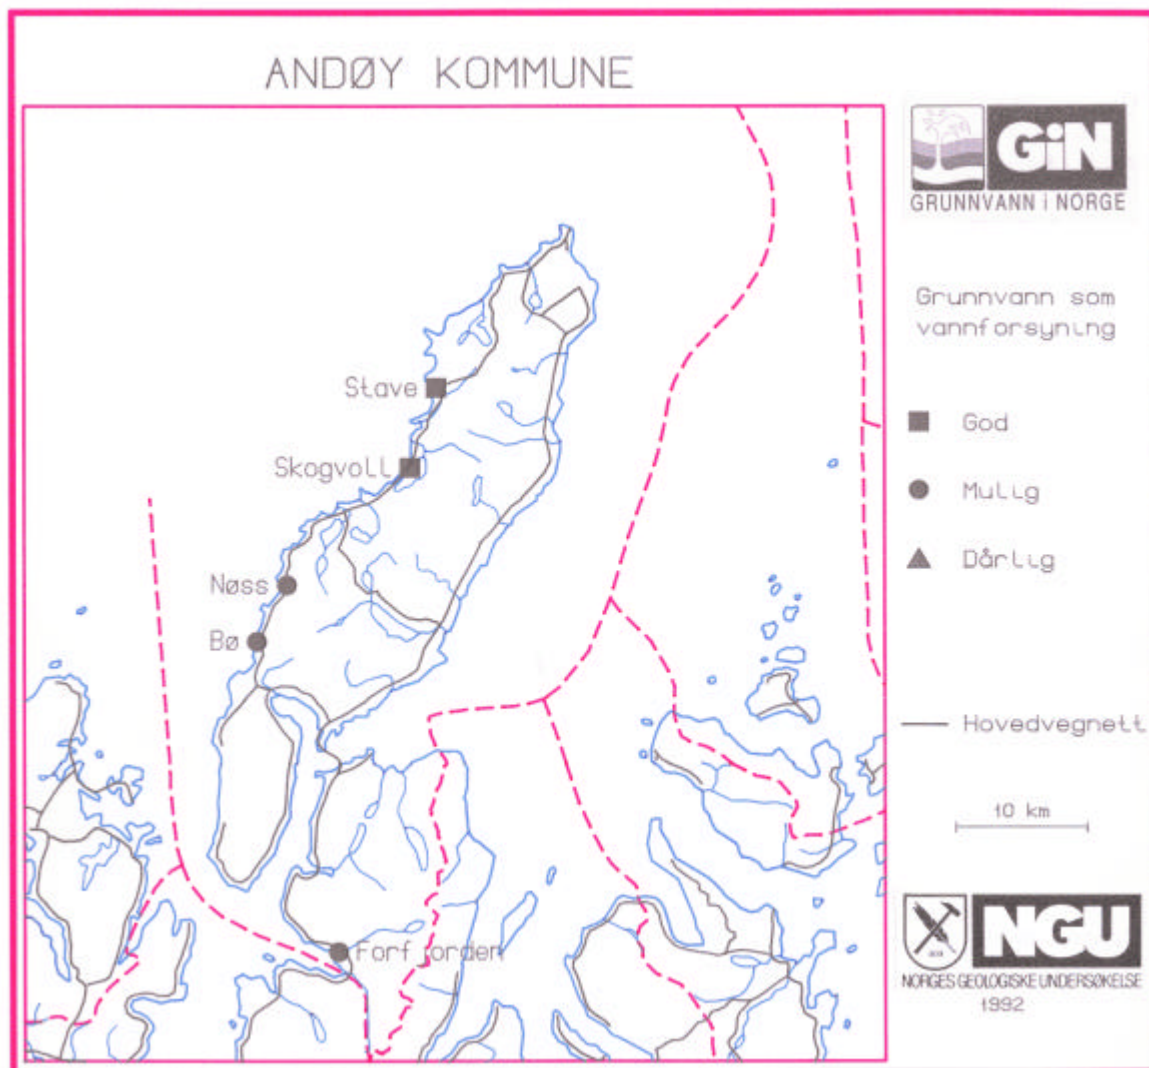 ANDØY KOMMUNE
GiN
GRUNNVANN i NORGE
Grunnvann som
vannforsyning
God
Mulig
Dårlig
Hovedvegnett
10 km
NGU
NORGES GEOLOGISKE UNDERSØKELSE
1992
Stave
Skogvoll
Nøss
Bø
Forfjorden